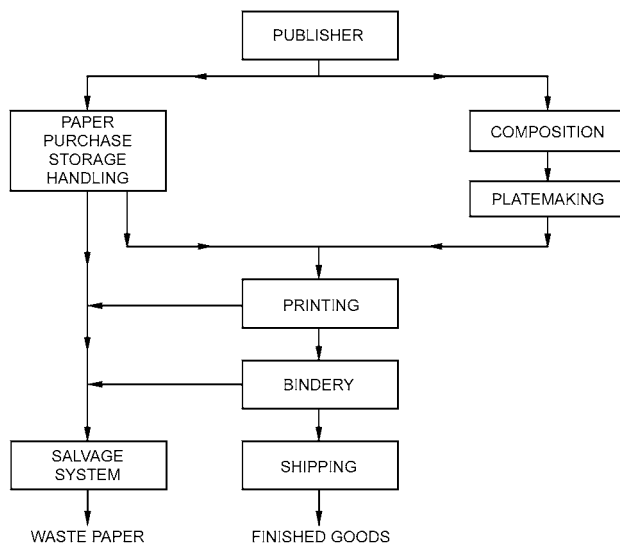 PUBLISHER
PAPER
PURCHASE
STORAGE
HANDLING
COMPOSITION
PLATEMAKING
PRINTING
BINDERY
SALVAGE
SYSTEM
SHIPPING
WASTE PAPER
FINISHED GOODS